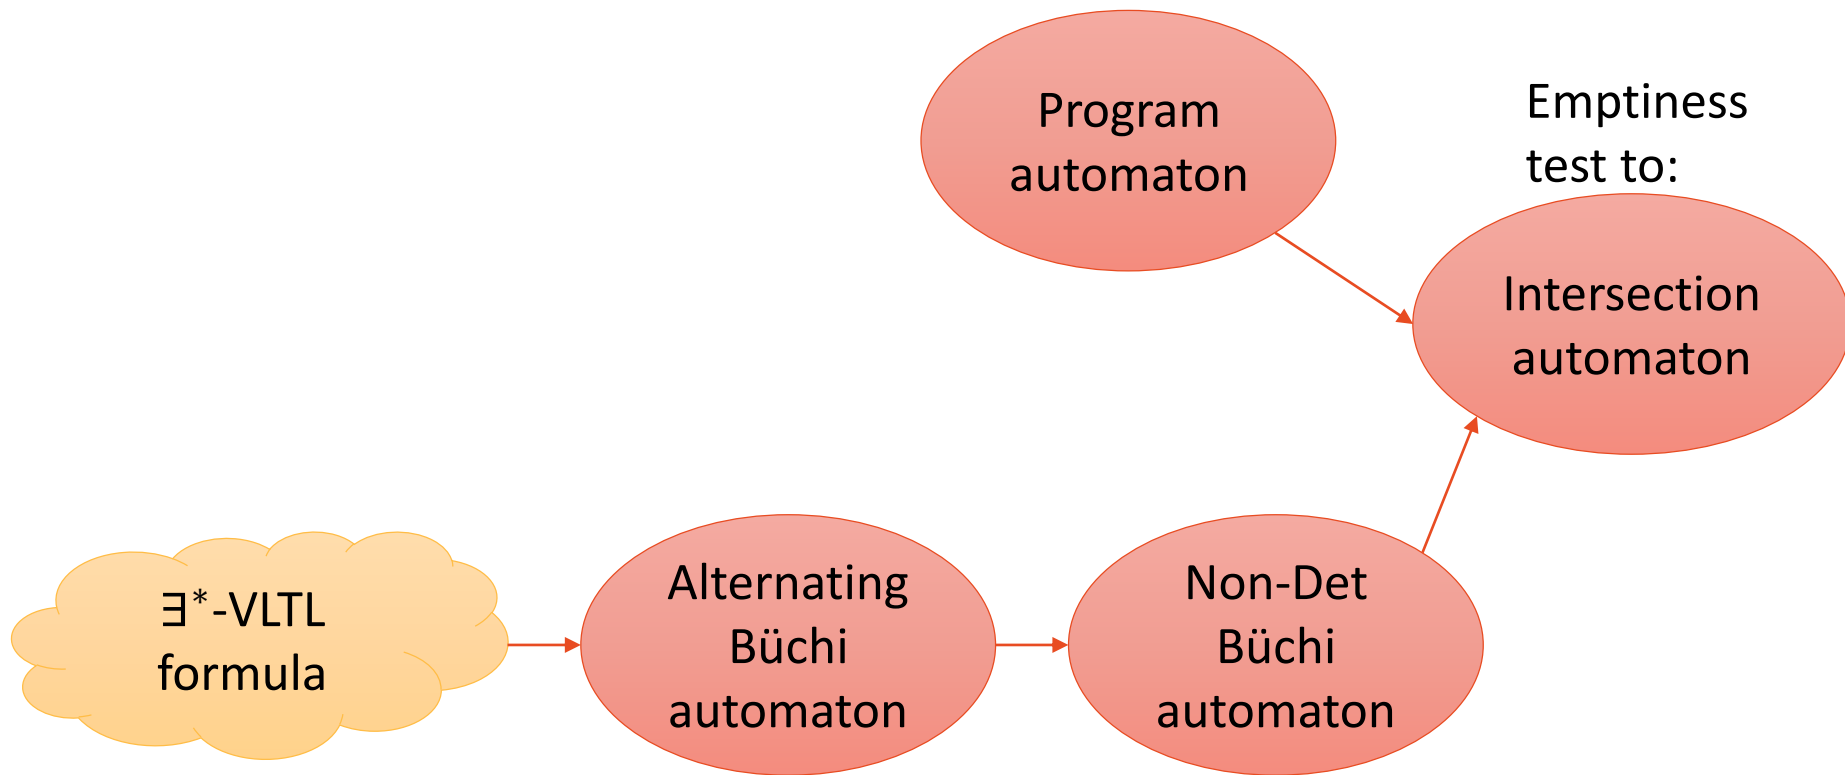 Program
automaton
Emptiness
test to:
Intersection
automaton
∃*-VLTL
formula
Alternating
Büchi
automaton
Non-Det
Büchi
automaton